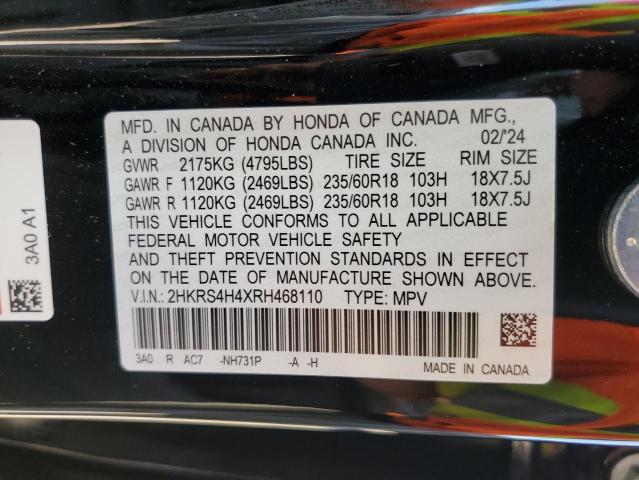 MFD. IN CANADA BY HONDA OF CANADA MFG.,
A DIVISION OF HONDA CANADA INC. 02/'24
GVWR 2175KG (4795LBS) TIRE SIZE RIM SIZE
GAWR F 1120KG (2469LBS) 235/60R18 103H 18X7.5J
GAWR R 1120KG (2469LBS) 235/60R18 103H 18X7.5J
THIS VEHICLE CONFORMS TO ALL APPLICABLE
FEDERAL MOTOR VEHICLE SAFETY
AND THEFT PREVENTION STANDARDS IN EFFECT
ON THE DATE OF MANUFACTURE SHOWN ABOVE.
V.I.N.: 2HKRS4H4XRH468110 TYPE: MPV
3A0 R AC7 -NH731P -A -H
MADE IN CANADA
3A0 A1